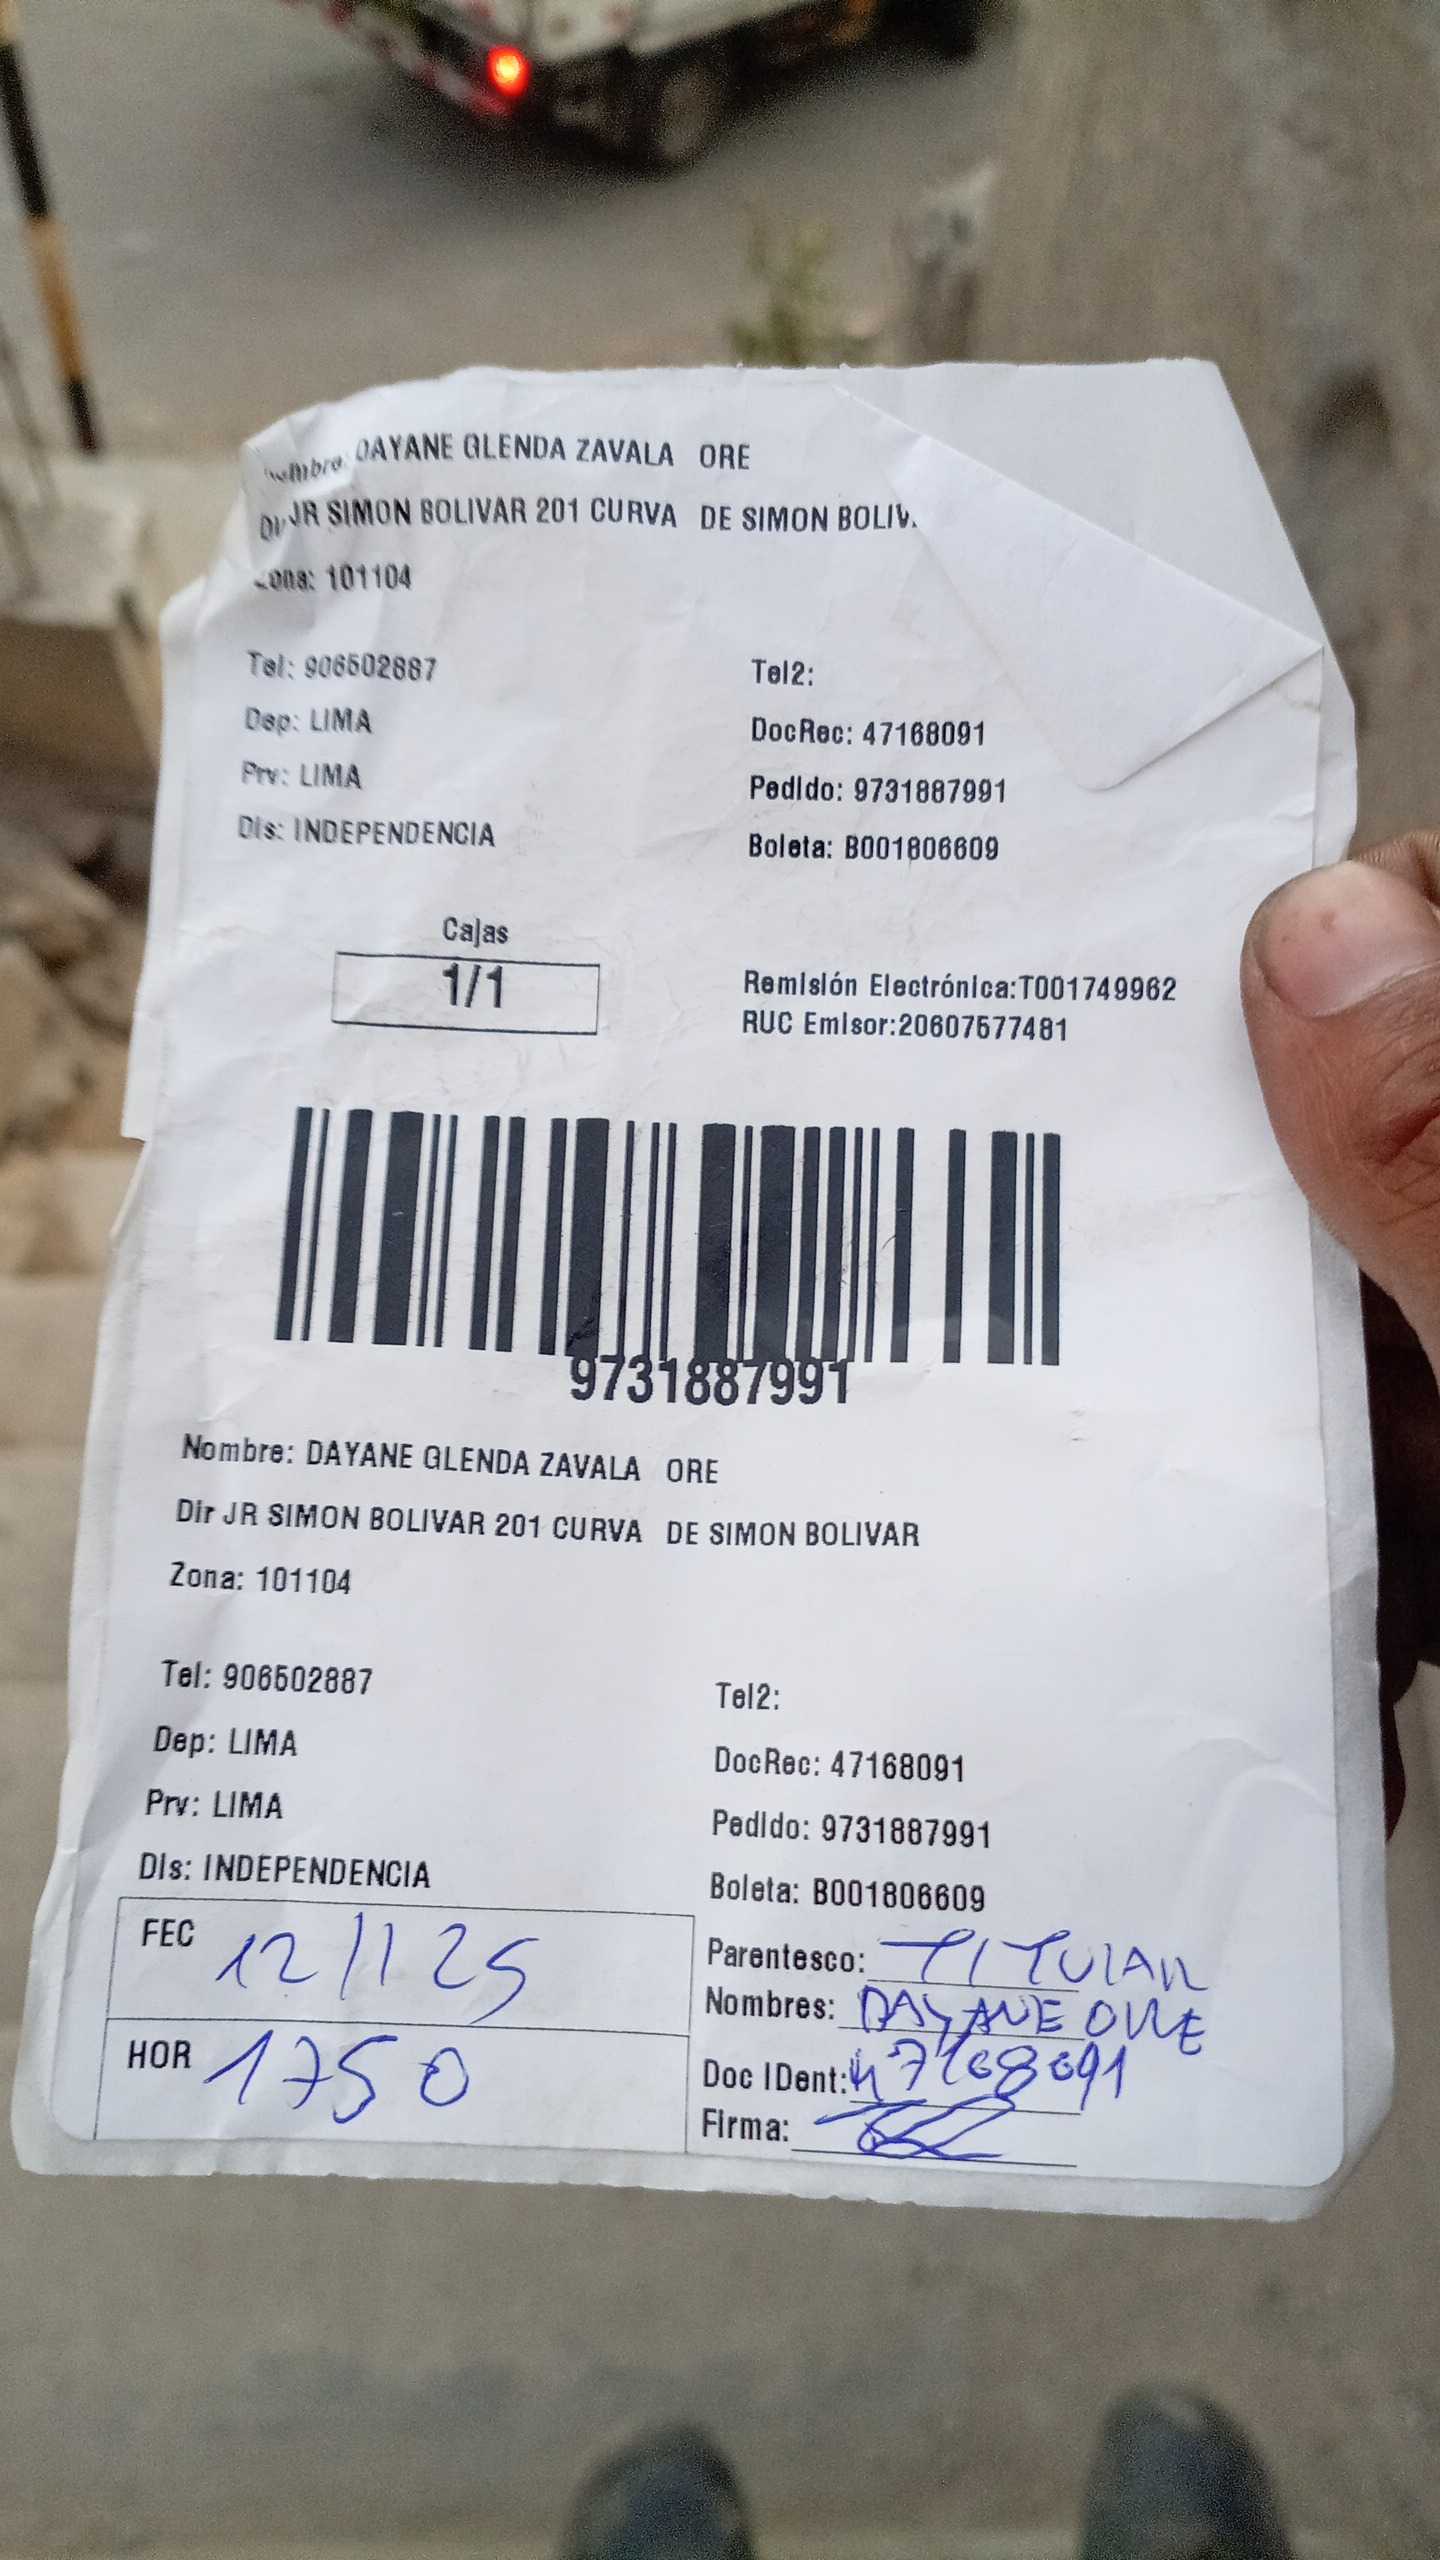 Nombre: DAYANE GLENDA ZAVALA ORE
Dir JR SIMON BOLIVAR 201 CURVA DE SIMON BOLIV
Zona: 101104
Tel: 906502887 Tel2:
Dep: LIMA DocRec: 47168091
Prv: LIMA Pedido: 9731887991
Dis: INDEPENDENCIA Boleta: B001806609
Cajas
1/1
Remisión Electrónica:T001749962
RUC Emisor:20607577481
9731887991
Nombre: DAYANE GLENDA ZAVALA ORE
Dir JR SIMON BOLIVAR 201 CURVA DE SIMON BOLIVAR
Zona: 101104
Tel: 906502887 Tel2:
Dep: LIMA DocRec: 47168091
Prv: LIMA Pedido: 9731887991
Dis: INDEPENDENCIA Boleta: B001806609
FEC 12/1 25 Parentesco: TITULAR
Nombres: DAYANE ORE
HOR 1750 Doc IDent: 47168091
Firma: